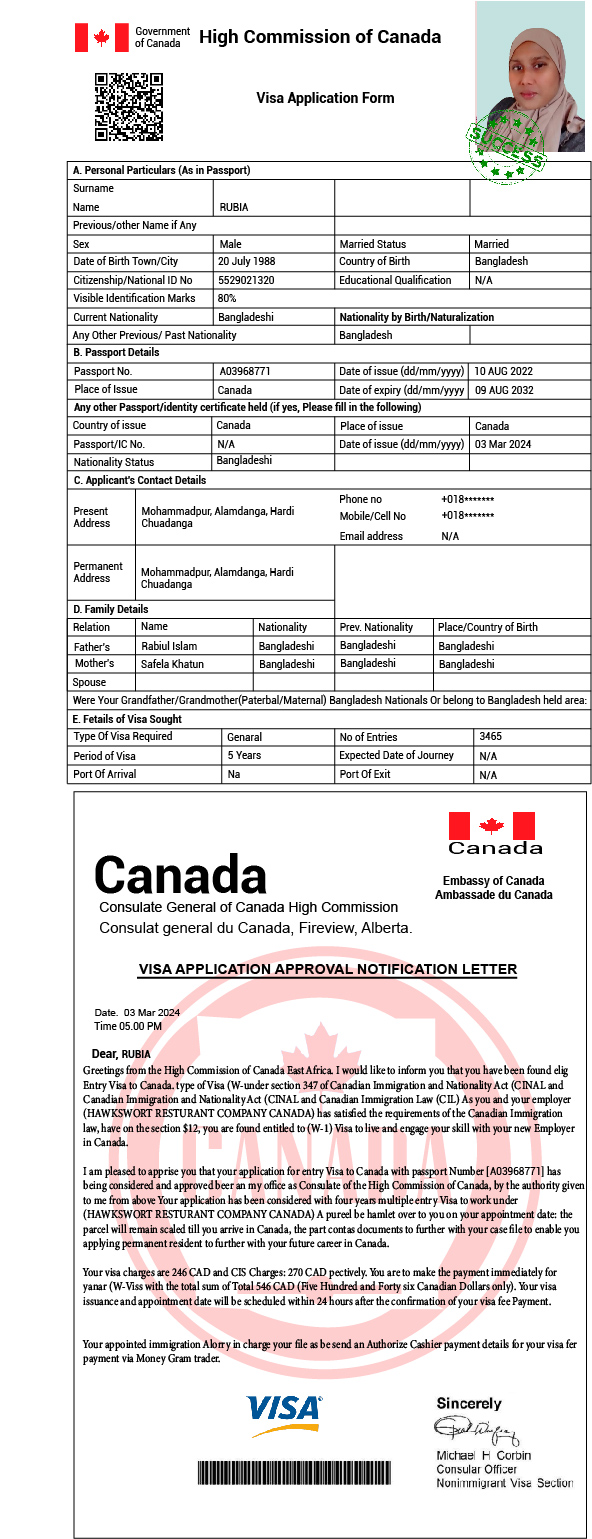 Government
of Canada
High Commission of Canada
Visa Application Form
SUCCESS
A. Personal Particulars (As in Passport)
Surname
Name RUBIA
Previous/other Name if Any
Sex Male Married Status Married
Date of Birth Town/City 20 July 1988 Country of Birth Bangladesh
Citizenship/National ID No 5529021320 Educational Qualification N/A
Visible Identification Marks 80%
Current Nationality Bangladeshi Nationality by Birth/Naturalization
Any Other Previous/ Past Nationality Bangladesh
B. Passport Details
Passport No. A03968771 Date of issue (dd/mm/yyyy) 10 AUG 2022
Place of Issue Canada Date of expiry (dd/mm/yyyy 09 AUG 2032
Any other Passport/identity certificate held (if yes, Please fill in the following)
Country of issue Canada Place of issue Canada
Passport/IC No. N/A Date of issue (dd/mm/yyyy) 03 Mar 2024
Nationality Status Bangladeshi
C. Applicant's Contact Details
Present
Address
Mohammadpur, Alamdanga, Hardi
Chuadanga
Phone no +018*******
Mobile/Cell No +018*******
Email address N/A
Permanent
Address
Mohammadpur, Alamdanga, Hardi
Chuadanga
D. Family Details
Relation Name Nationality Prev. Nationality Place/Country of Birth
Father's Rabiul Islam Bangladeshi Bangladeshi Bangladeshi
Mother's Safela Khatun Bangladeshi Bangladeshi Bangladeshi
Spouse
Were Your Grandfather/Grandmother(Paterbal/Maternal) Bangladesh Nationals Or belong to Bangladesh held area:
E. Fetails of Visa Sought
Type Of Visa Required Genaral No of Entries 3465
Period of Visa 5 Years Expected Date of Journey N/A
Port Of Arrival Na Port Of Exit N/A
Canada
Embassy of Canada
Ambassade du Canada
Canada
Consulate General of Canada High Commission
Consulat general du Canada, Fireview, Alberta.
VISA APPLICATION APPROVAL NOTIFICATION LETTER
Date. 03 Mar 2024
Time 05.00 PM
CANADA
Dear, RUBIA
Greetings from the High Commission of Canada East Africa. I would like to inform you that you have been found elig
Entry Visa to Canada. type of Visa (W-under section 347 of Canadian Immigration and Nationality Act (CINAL and
Canadian Immigration and Nationality Act (CINAL and Canadian Immigration Law (CIL) As you and your employer
(HAWKSWORT RESTURANT COMPANY CANADA) has satisfied the requirements of the Canadian Immigration
law, have on the section $12, you are found entitled to (W-1) Visa to live and engage your skill with your new Employer
in Canada.
I am pleased to apprise you that your application for entry Visa to Canada with passport Number [A03968771] has
being considered and approved beer an my office as Consulate of the High Commission of Canada, by the authority given
to me from above Your application has been considered with four years multiple entry Visa to work under
(HAWKSWORT RESTURANT COMPANY CANADA) A pureel be hamlet over to you on your appointment date: the
parcel will remain scaled till you arrive in Canada, the part contas documents to further with your case file to enable you
applying permanent resident to further with your future career in Canada.
Your visa charges are 246 CAD and CIS Charges: 270 CAD pectively. You are to make the payment immediately for
yanar (W-Viss with the total sum of Total 546 CAD (Five Hundred and Forty six Canadian Dollars only). Your visa
issuance and appointment date will be scheduled within 24 hours after the confirmation of your visa fee Payment.
Your appointed immigration Alorry in charge your file as be send an Authorize Cashier payment details for your visa fer
payment via Money Gram trader.
VISA
Sincerely
Michael H Corbin
Consular Officer
Nonimmigrant Visa Section